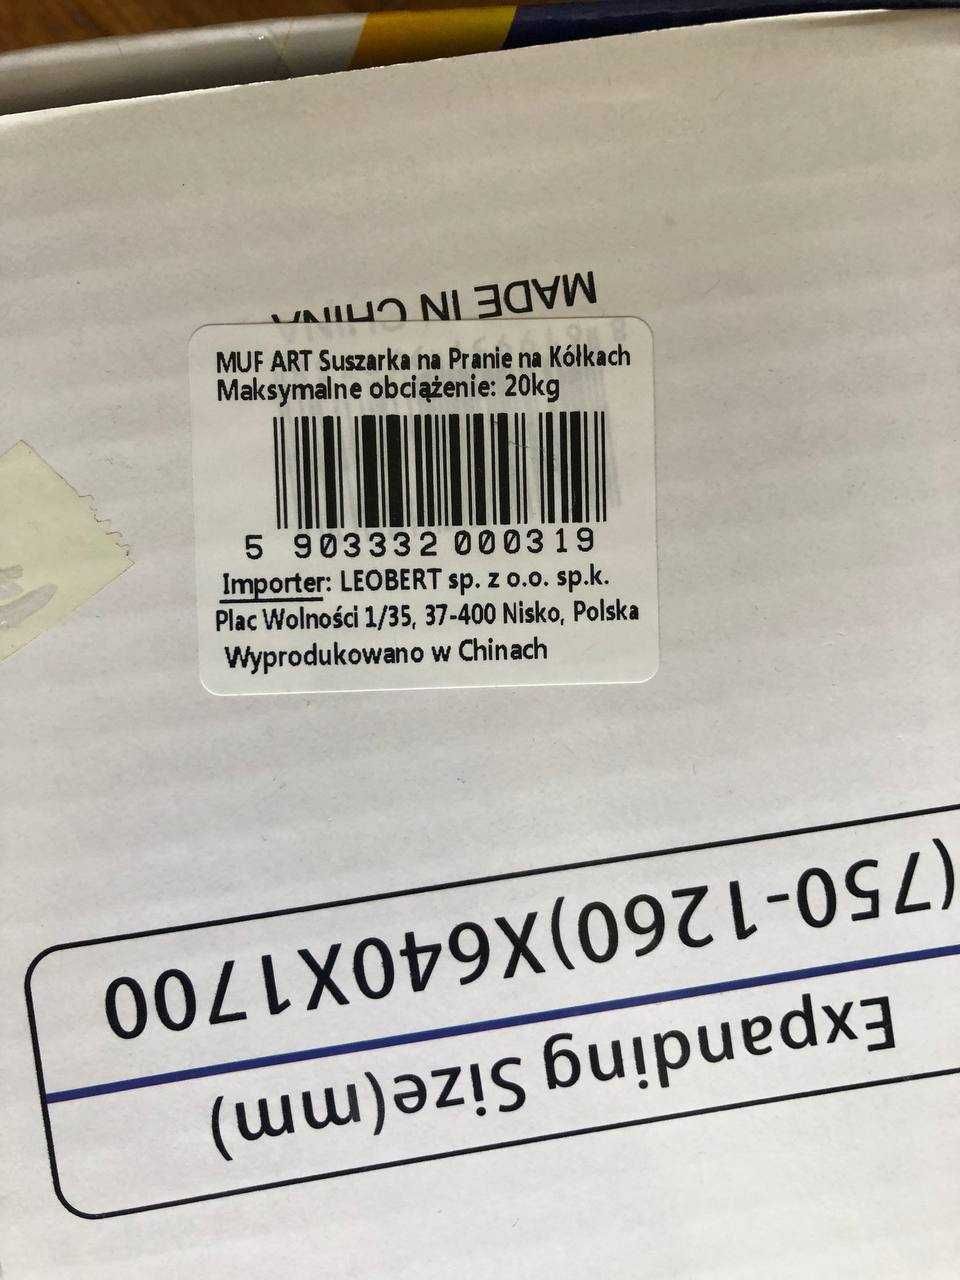 MADE IN CHINA
MUF ART Suszarka na Pranie na Kółkach
Maksymalne obciążenie: 20kg
5 903332 000319
Importer: LEOBERT sp. z o.o. sp.k.
Plac Wolności 1/35, 37-400 Nisko, Polska
Wyprodukowano w Chinach
Expanding Size(mm)
(750-1260)X640X1700